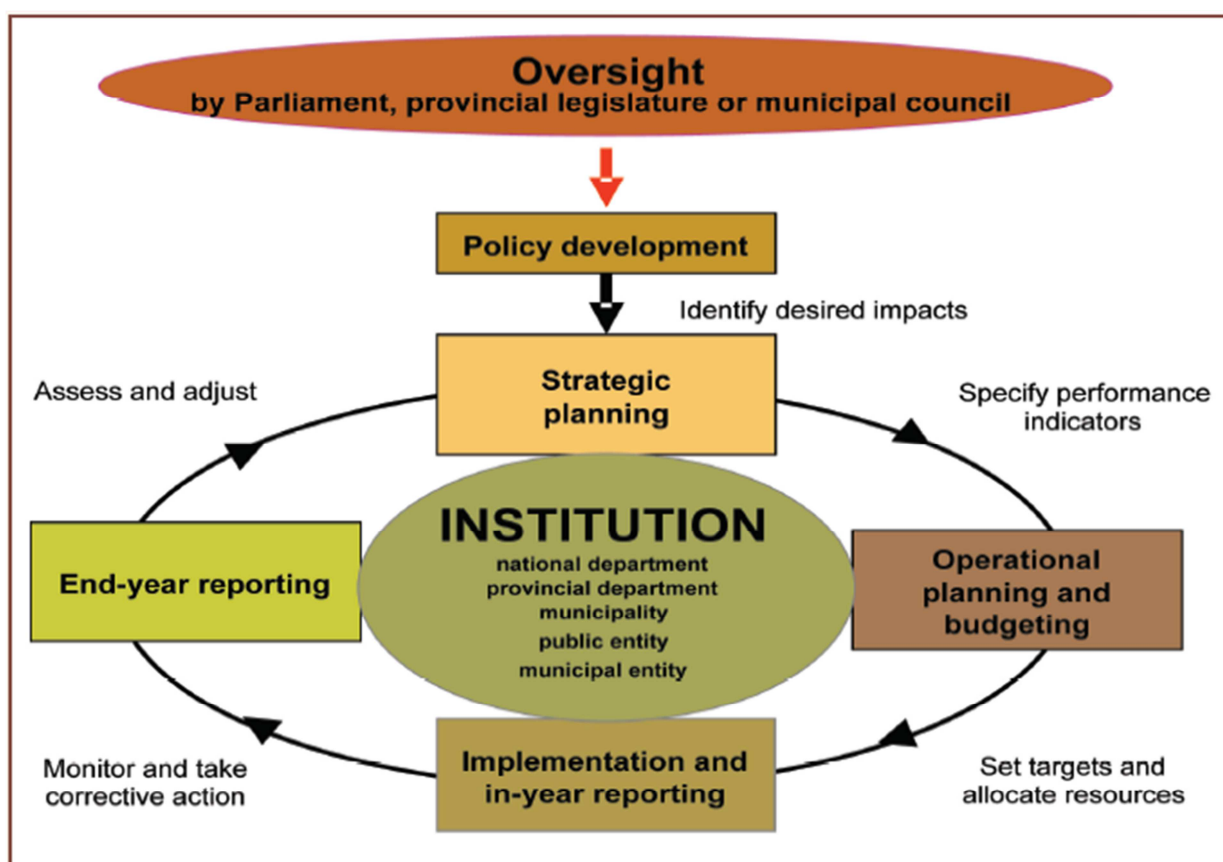 Oversight
by Parliament, provincial legislature or municipal council
Policy development
Identify desired impacts
Strategic
planning
Assess and adjust
Specify performance
indicators
INSTITUTION
national department
provincial department
municipality
public entity
municipal entity
End-year reporting
Operational
planning and
budgeting
Implementation and
in-year reporting
Monitor and take
corrective action
Set targets and
allocate resources